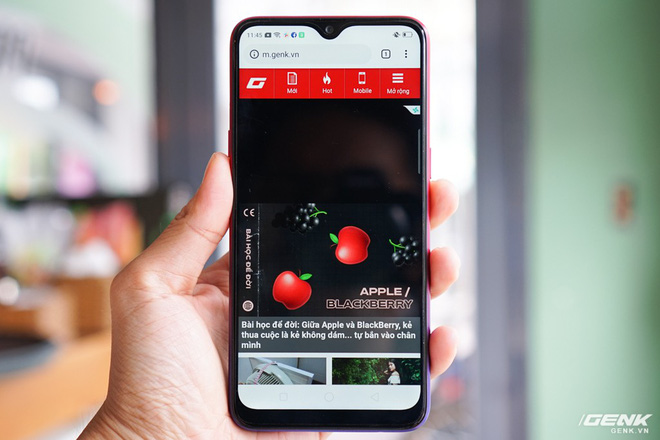 11:45
m.genk.vn
1
G
Mới
Hot
Mobile
Mở rộng
CE
BÀI HỌC ĐỂ ĐỜI
APPLE /
BLACKBERRY
Bài học để đời: Giữa Apple và BlackBerry, kẻ
thua cuộc là kẻ không dám... tự bắn vào chân
mình
GENK
GENK.VN